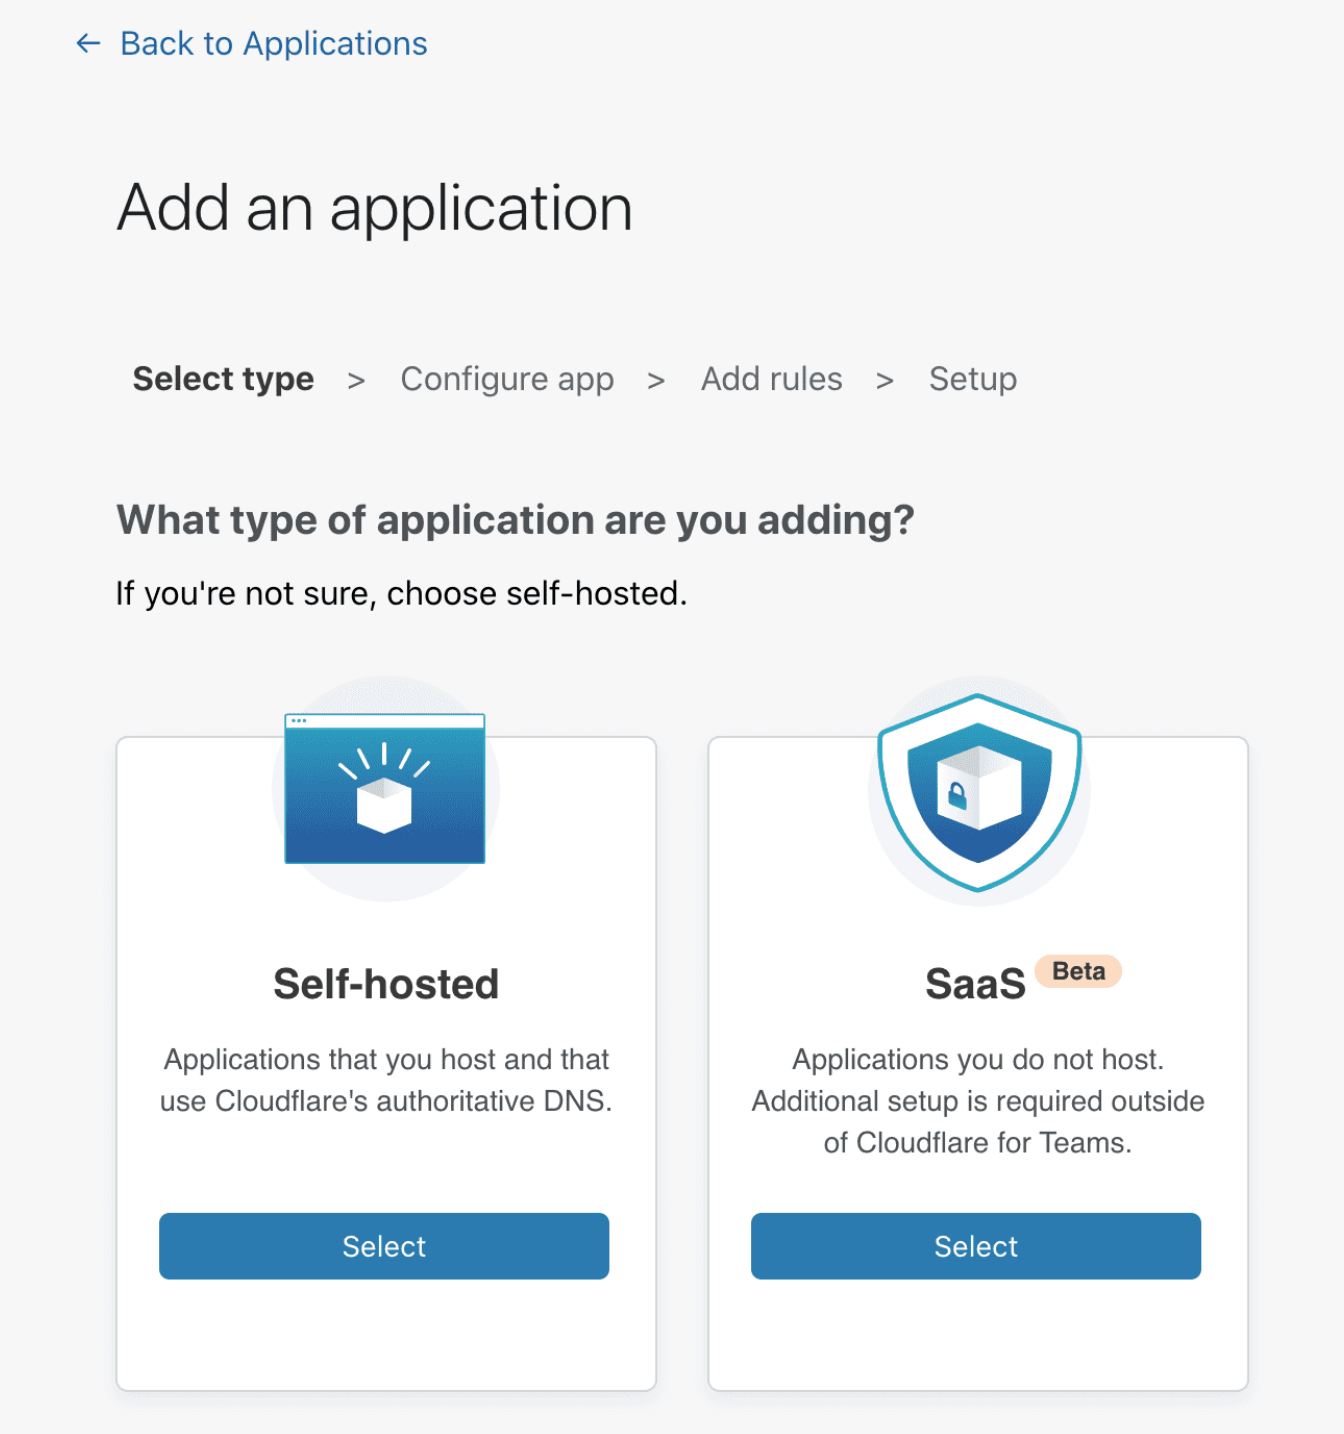 ← Back to Applications
Add an application
Select type > Configure app > Add rules > Setup
What type of application are you adding?
If you're not sure, choose self-hosted.
Self-hosted
Applications that you host and that
use Cloudflare's authoritative DNS.
Select
SaaS Beta
Applications you do not host.
Additional setup is required outside
of Cloudflare for Teams.
Select